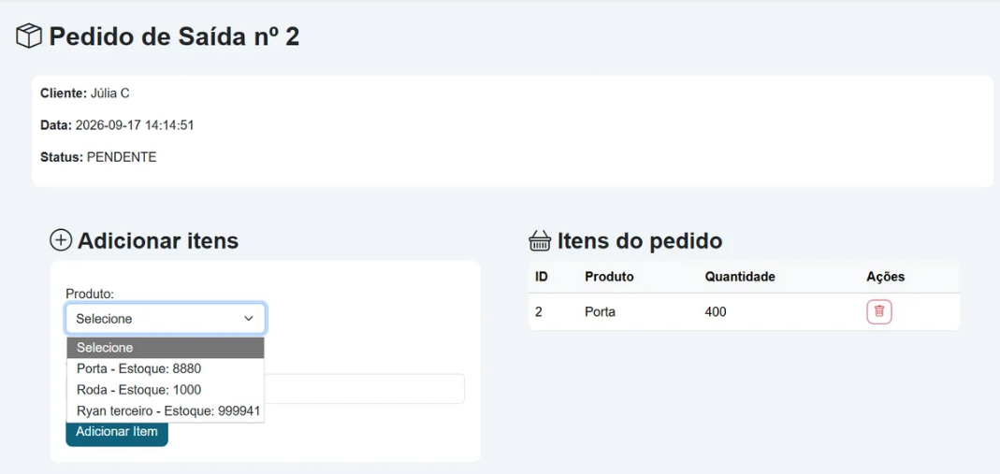 Pedido de Saída nº 2
Cliente: Júlia C
Data: 2026-09-17 14:14:51
Status: PENDENTE
Adicionar itens
Produto:
Selecione
Selecione
Porta - Estoque: 8880
Roda - Estoque: 1000
Ryan terceiro - Estoque: 999941
Adicionar Item
Itens do pedido
ID Produto Quantidade Ações
2 Porta 400